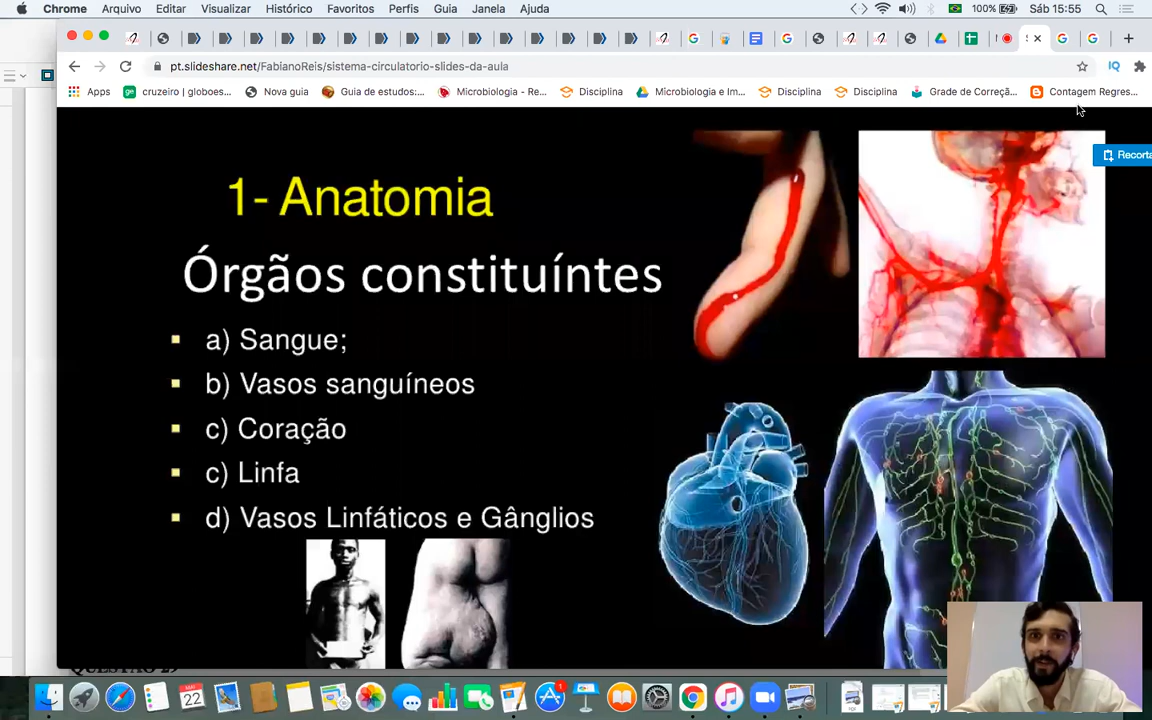 Chrome Arquivo Editar Visualizar Histórico Favoritos Perfis Guia Janela Ajuda 100% Sáb 15:55
pt.slideshare.net/FabianoReis/sistema-circulatorio-slides-da-aula
Apps cruzeiro | globoes... Nova guia Guia de estudos:... Microbiologia - Re... Disciplina Microbiologia e Im... Disciplina Disciplina Grade de Correçã... Contagem Regres...
Recorta
1- Anatomia
Órgãos constituíntes
a) Sangue;
b) Vasos sanguíneos
c) Coração
c) Linfa
d) Vasos Linfáticos e Gânglios